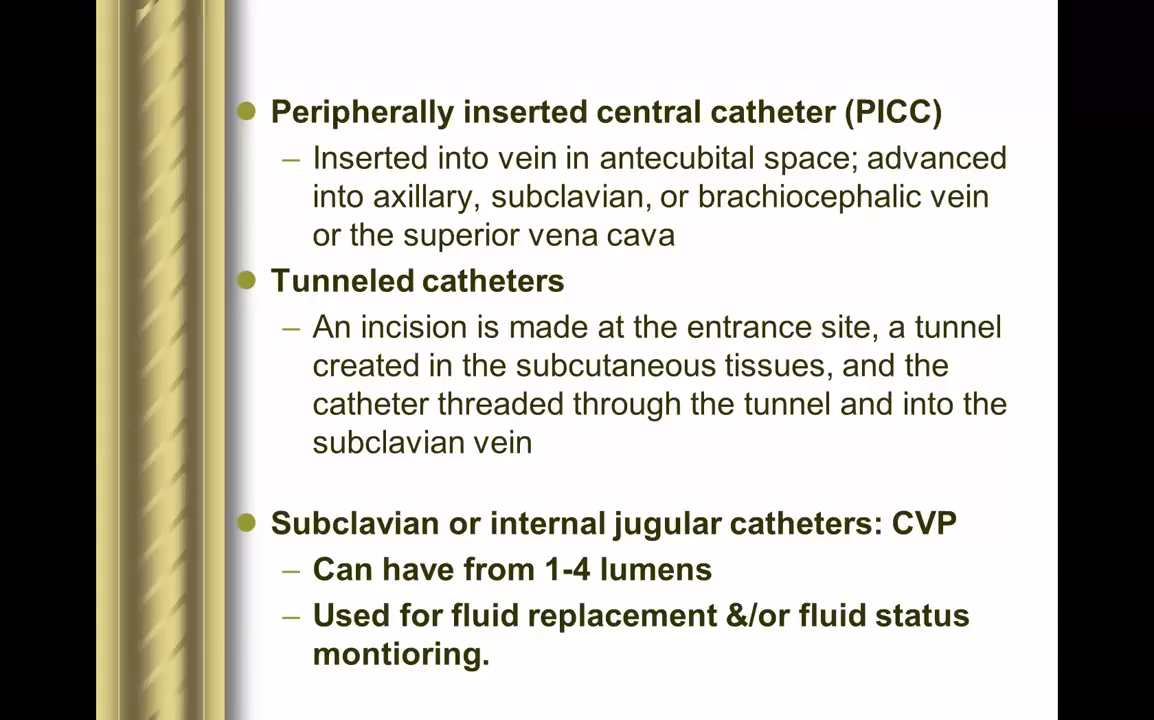 Peripherally inserted central catheter (PICC)
– Inserted into vein in antecubital space; advanced
into axillary, subclavian, or brachiocephalic vein
or the superior vena cava
Tunneled catheters
– An incision is made at the entrance site, a tunnel
created in the subcutaneous tissues, and the
catheter threaded through the tunnel and into the
subclavian vein
Subclavian or internal jugular catheters: CVP
– Can have from 1-4 lumens
– Used for fluid replacement &/or fluid status
montioring.